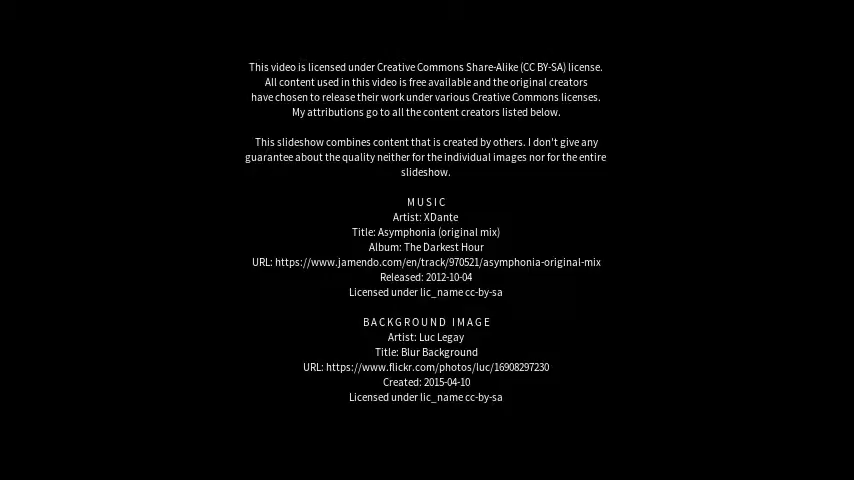 This video is licensed under Creative Commons Share-Alike (CC BY-SA) license.
All content used in this video is free available and the original creators
have chosen to release their work under various Creative Commons licenses.
My attributions go to all the content creators listed below.
This slideshow combines content that is created by others. I don't give any
guarantee about the quality neither for the individual images nor for the entire
slideshow.
MUSIC
Artist: XDante
Title: Asymphonia (original mix)
Album: The Darkest Hour
URL: https://www.jamendo.com/en/track/970521/asymphonia-original-mix
Released: 2012-10-04
Licensed under lic_name cc-by-sa
BACKGROUND IMAGE
Artist: Luc Legay
Title: Blur Background
URL: https://www.flickr.com/photos/luc/16908297230
Created: 2015-04-10
Licensed under lic_name cc-by-sa